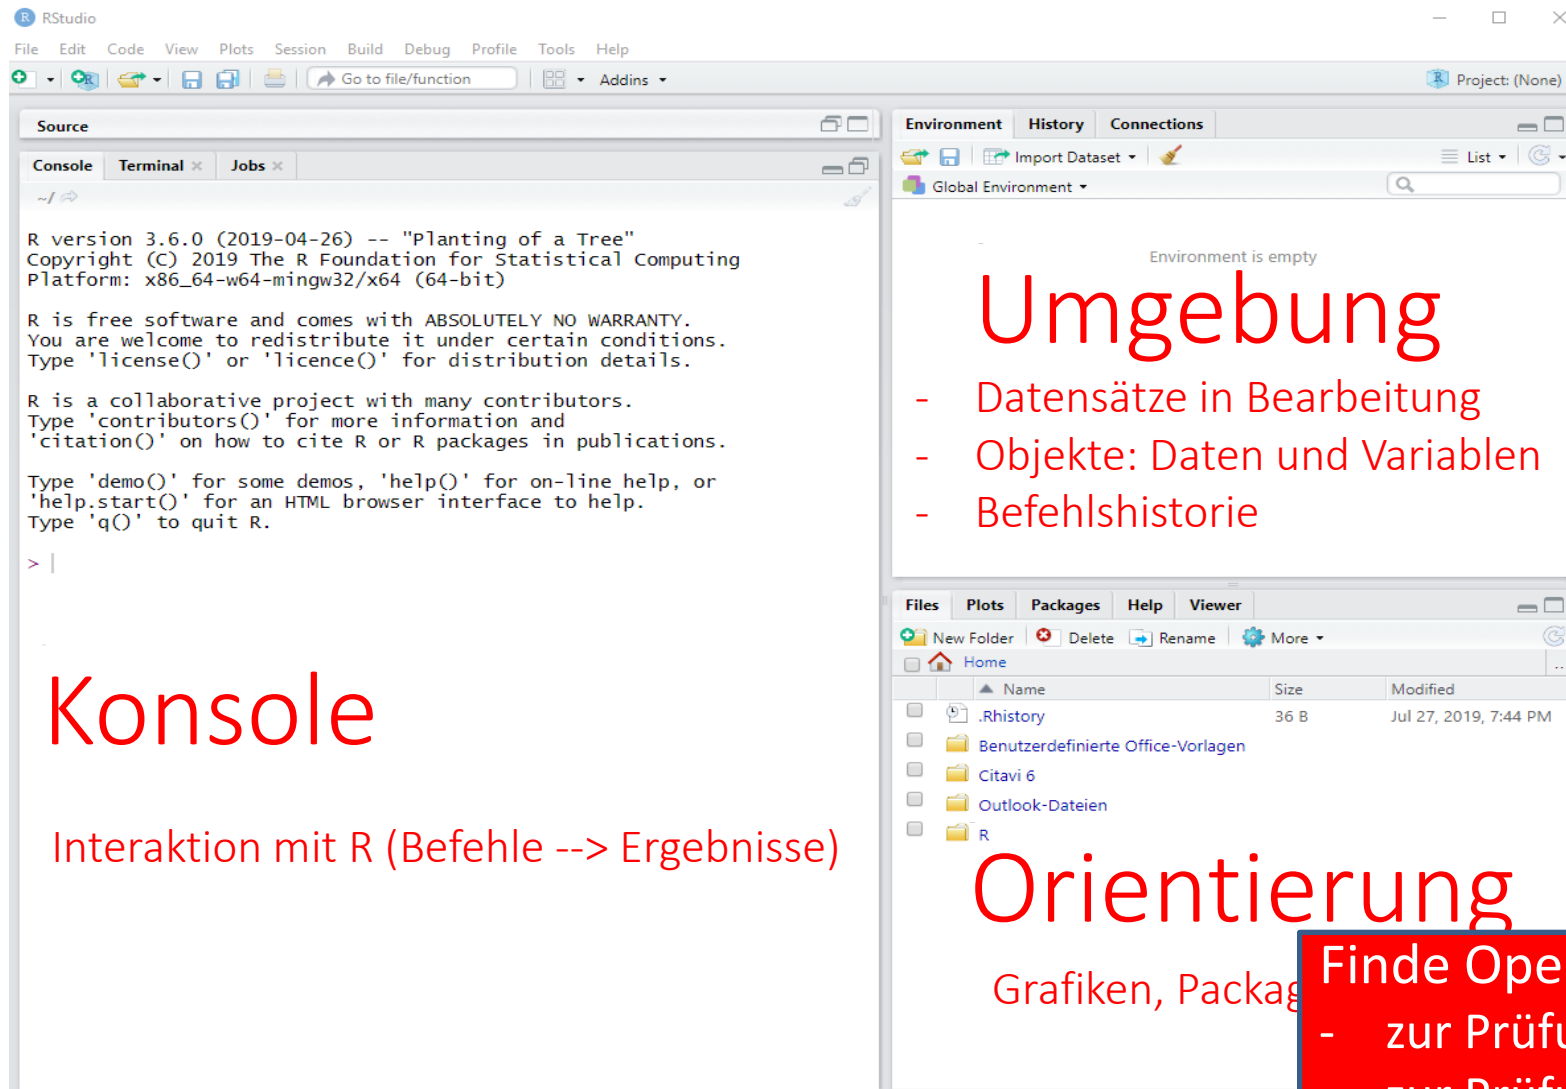 RStudio
File Edit Code View Plots Session Build Debug Profile Tools Help
Go to file/function Addins Project: (None)
Source
Console Terminal Jobs
~/
R version 3.6.0 (2019-04-26) -- "Planting of a Tree"
Copyright (C) 2019 The R Foundation for Statistical Computing
Platform: x86_64-w64-mingw32/x64 (64-bit)
R is free software and comes with ABSOLUTELY NO WARRANTY.
You are welcome to redistribute it under certain conditions.
Type 'license()' or 'licence()' for distribution details.
R is a collaborative project with many contributors.
Type 'contributors()' for more information and
'citation()' on how to cite R or R packages in publications.
Type 'demo()' for some demos, 'help()' for on-line help, or
'help.start()' for an HTML browser interface to help.
Type 'q()' to quit R.
>
Konsole
Interaktion mit R (Befehle --> Ergebnisse)
Environment History Connections
Import Dataset List
Global Environment
Environment is empty
Umgebung
- Datensätze in Bearbeitung
- Objekte: Daten und Variablen
- Befehlshistorie
Files Plots Packages Help Viewer
New Folder Delete Rename More
Home ..
Name Size Modified
.Rhistory 36 B Jul 27, 2019, 7:44 PM
Benutzerdefinierte Office-Vorlagen
Citavi 6
Outlook-Dateien
R
Orientierung
Grafiken, Packag
Finde Ope
- zur Prüfu